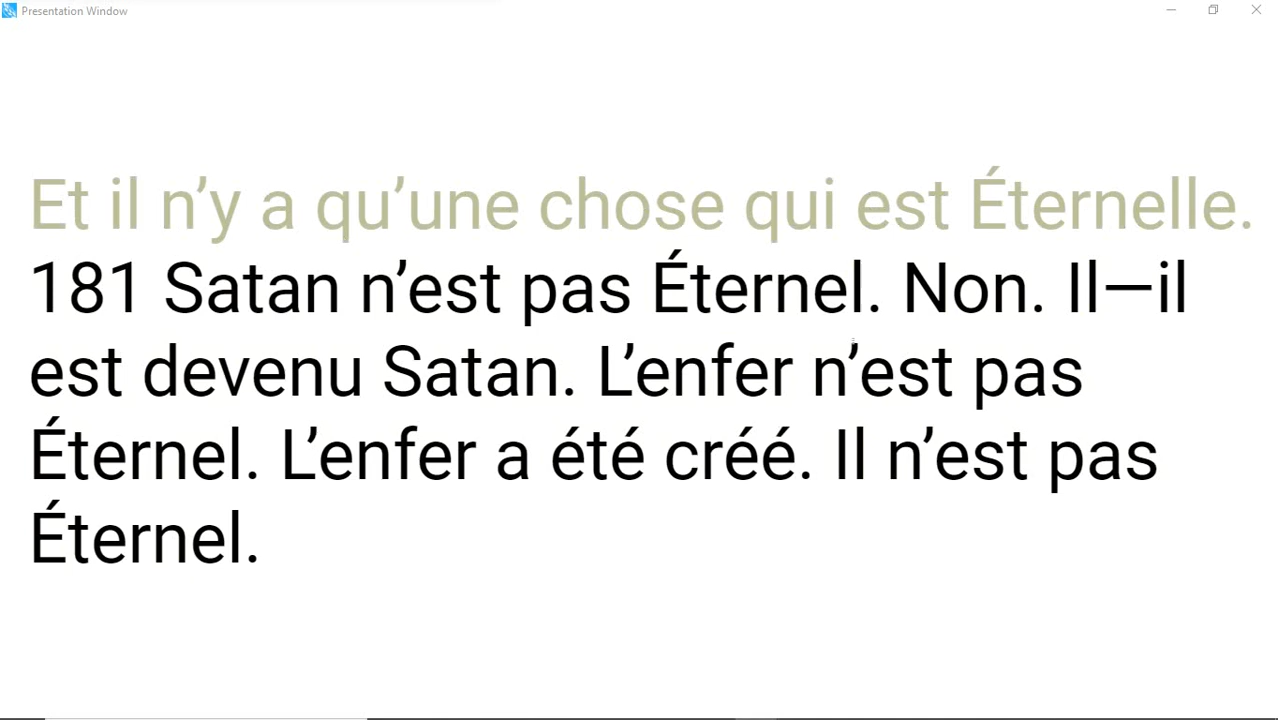 Presentation Window
Et il n’y a qu’une chose qui est Éternelle.
181 Satan n’est pas Éternel. Non. Il—il
est devenu Satan. L’enfer n’est pas
Éternel. L’enfer a été créé. Il n’est pas
Éternel.